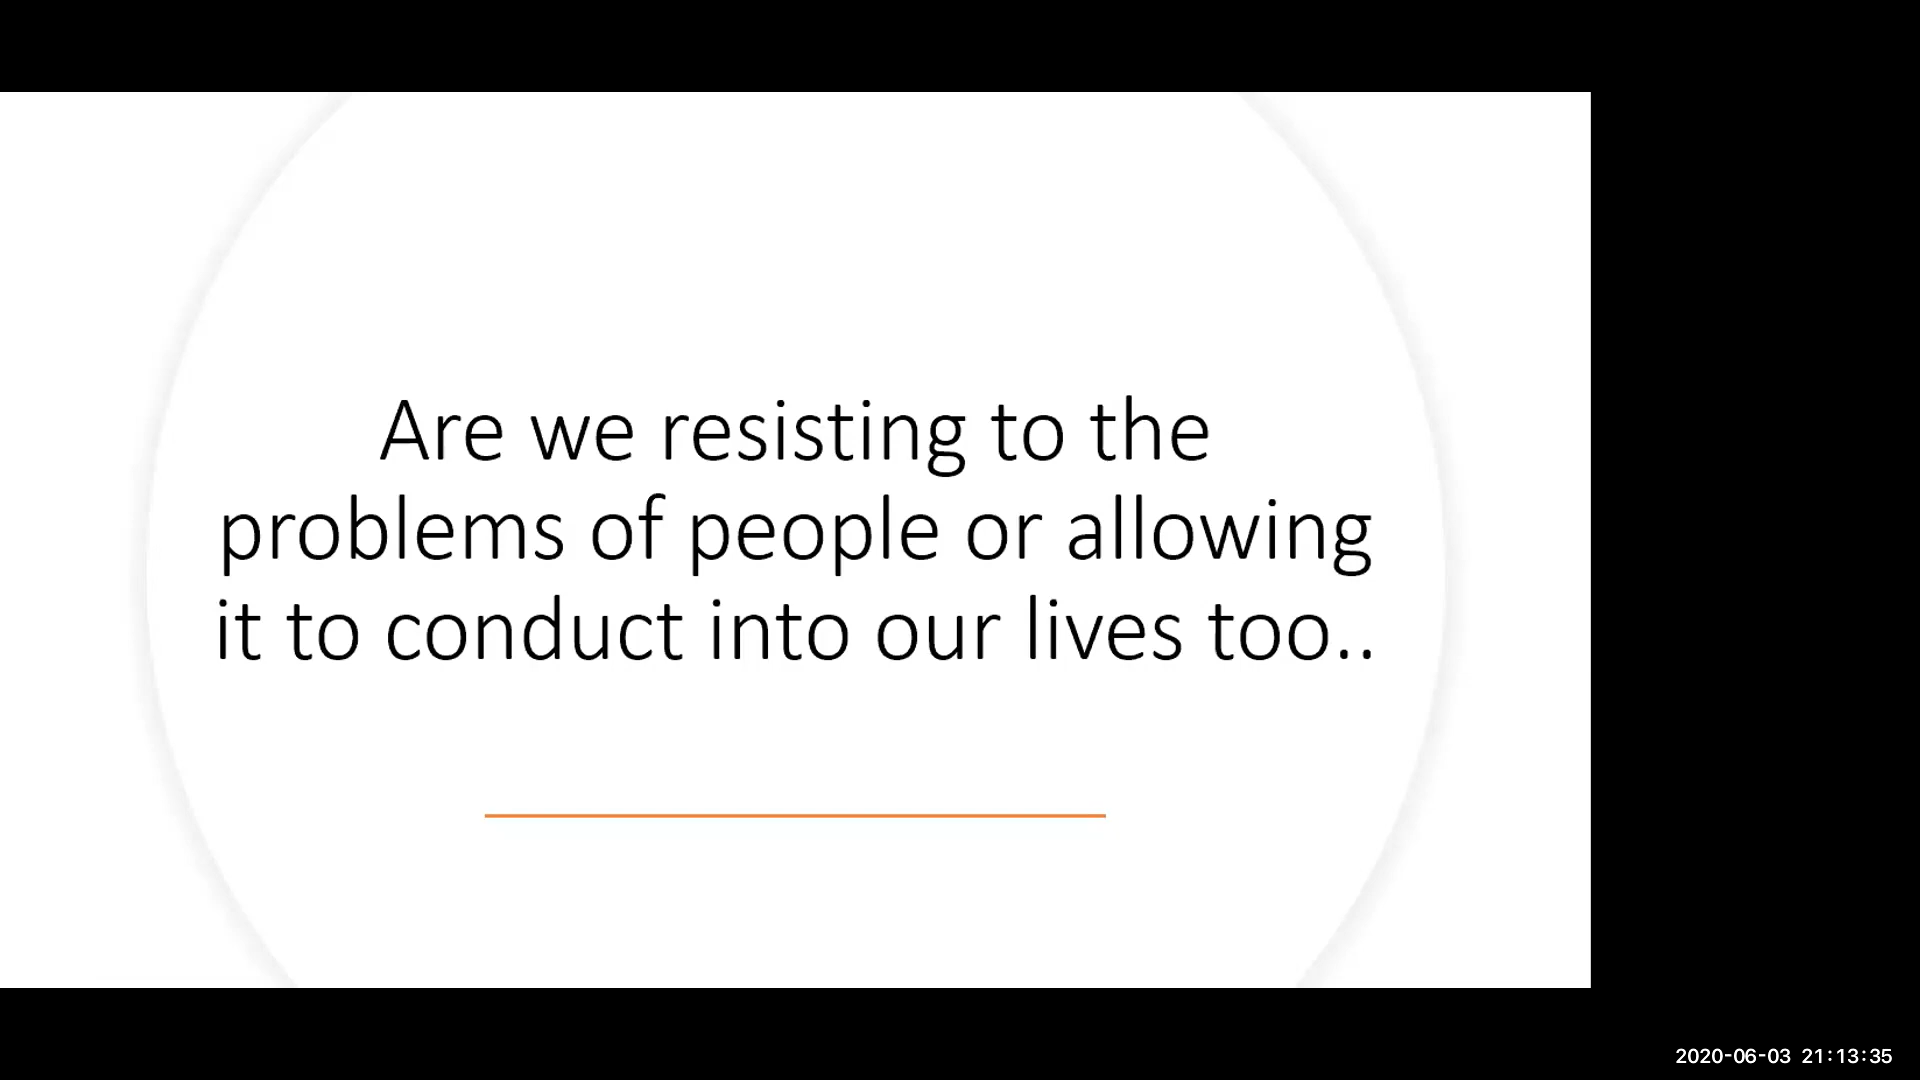 Are we resisting to the
problems of people or allowing
it to conduct into our lives too..
2020-06-03 21:13:35